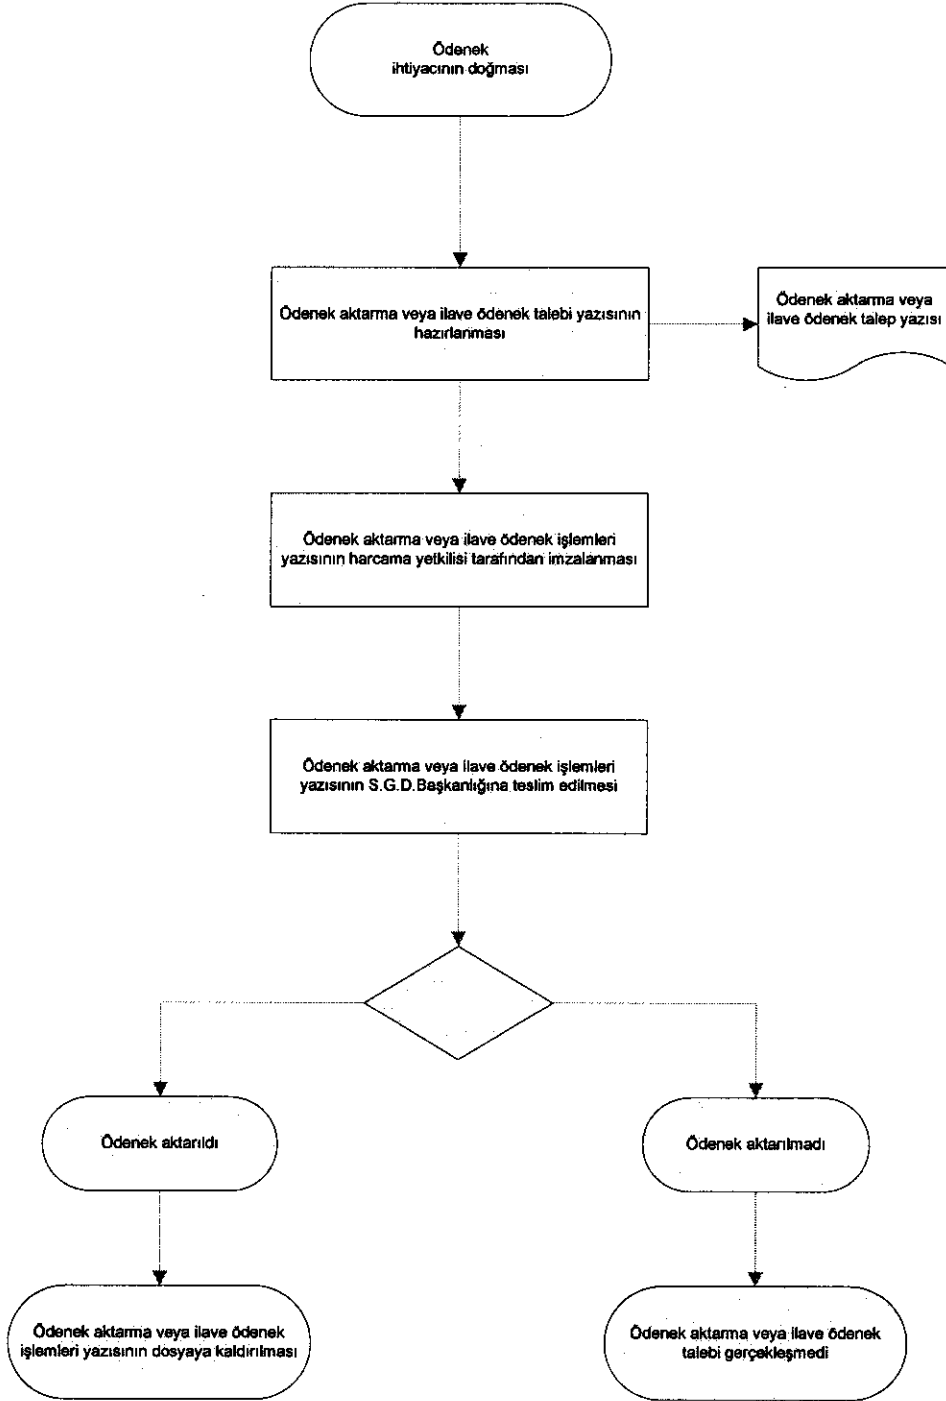 Ödenek
ihtiyacının doğması
Ödenek aktarma veya ilave ödenek talebi yazısının
hazırlanması
Ödenek aktarma veya
ilave ödenek talep yazısı
Ödenek aktarma veya ilave ödenek işlemleri
yazısının harcama yetkilisi tarafından imzalanması
Ödenek aktarma veya ilave ödenek işlemleri
yazısının S.G.D.Başkanlığına teslim edilmesi
Ödenek aktarıldı
Ödenek aktarılmadı
Ödenek aktarma veya ilave ödenek
işlemleri yazısının dosyaya kaldırılması
Ödenek aktarma veya ilave ödenek
talebi gerçekleşmedi